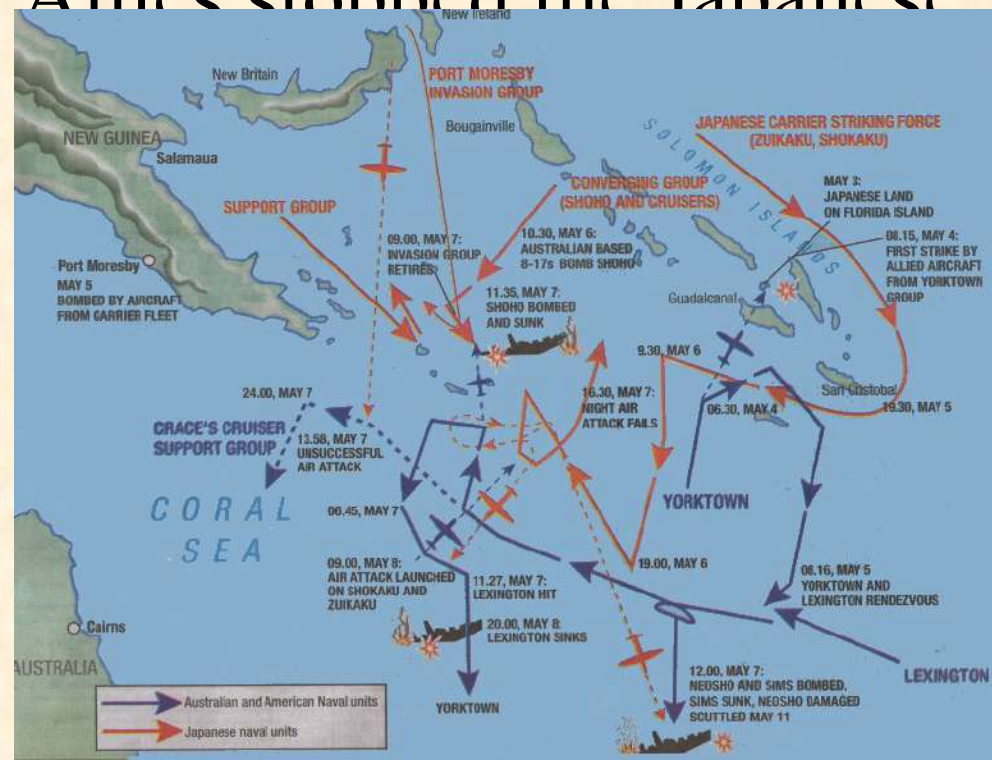 Allies stopped the Japanese
New Ireland
New Britain
PORT MORESBY
INVASION GROUP
Bougainville
NEW GUINEA
Salamaua
SOLOMON ISLANDS
JAPANESE CARRIER STRIKING FORCE
(ZUIKAKU, SHOKAKU)
CONVERGING GROUP
(SHOHO AND CRUISERS)
MAY 3:
JAPANESE LAND
ON FLORIDA ISLAND
SUPPORT GROUP
09.00, MAY 7:
INVASION GROUP
RETIRES
10.30, MAY 6:
AUSTRALIAN BASED
8-17s BOMB SHOHO
08.15, MAY 4:
FIRST STRIKE BY
ALLIED AIRCRAFT
FROM YORKTOWN
GROUP
Port Moresby
MAY 5
BOMBED BY AIRCRAFT
FROM CARRIER FLEET
11.35, MAY 7:
SHOHO BOMBED
AND SUNK
Guadalcanal
9.30, MAY 6
San Cristobal
24.00, MAY 7
16.30, MAY 7:
NIGHT AIR
ATTACK FAILS
06.30, MAY 4
19.30, MAY 5
CRACE'S CRUISER
SUPPORT GROUP
13.58, MAY 7
UNSUCCESSFUL
AIR ATTACK
YORKTOWN
CORAL
SEA
06.45, MAY 7
09.00, MAY 8:
AIR ATTACK LAUNCHED
ON SHOKAKU AND
ZUIKAKU
11.27, MAY 7:
LEXINGTON HIT
19.00, MAY 6
08.16, MAY 5
YORKTOWN AND
LEXINGTON RENDEZVOUS
20.00, MAY 8:
LEXINGTON SINKS
Cairns
AUSTRALIA
LEXINGTON
12.00, MAY 7:
NEOSHO AND SIMS BOMBED.
SIMS SUNK, NEOSHO DAMAGED
SCUTTLED MAY 11
YORKTOWN
Australian and American Naval units
Japanese naval units